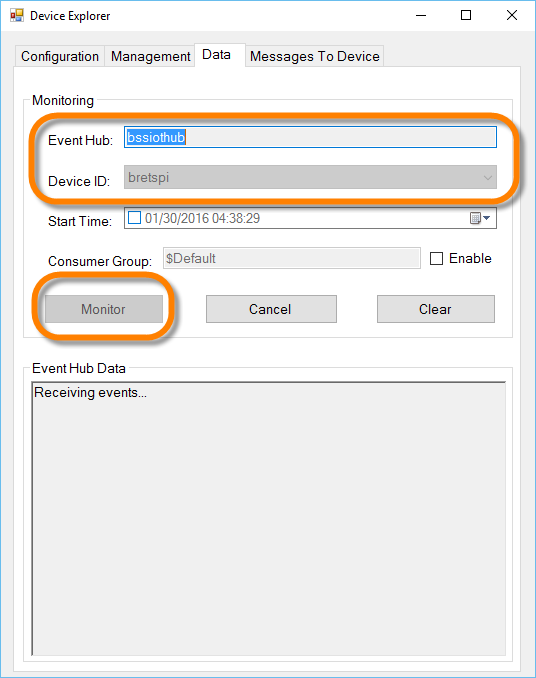 Device Explorer
Configuration Management Data Messages To Device
Monitoring
Event Hub: bssiothub
Device ID: bretspi
Start Time: 01/30/2016 04:38:29
Consumer Group: $Default Enable
Monitor Cancel Clear
Event Hub Data
Receiving events...